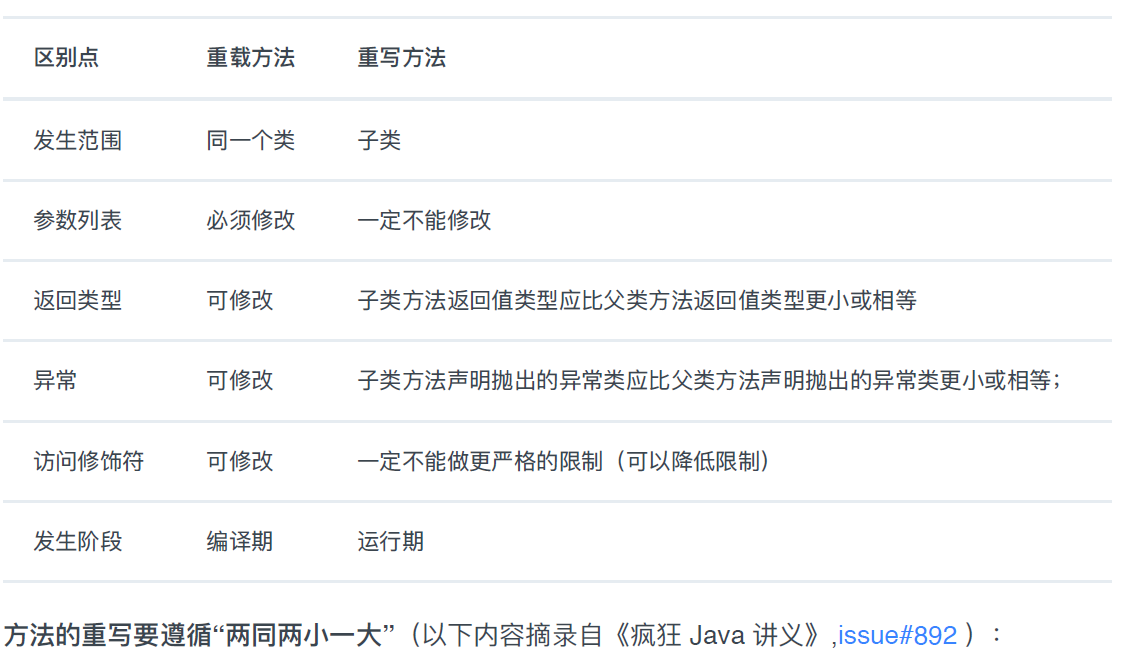 区别点 重载方法 重写方法
发生范围 同一个类 子类
参数列表 必须修改 一定不能修改
返回类型 可修改 子类方法返回值类型应比父类方法返回值类型更小或相等
异常 可修改 子类方法声明抛出的异常类应比父类方法声明抛出的异常类更小或相等；
访问修饰符 可修改 一定不能做更严格的限制（可以降低限制）
发生阶段 编译期 运行期
方法的重写要遵循“两同两小一大”（以下内容摘录自《疯狂 Java 讲义》,issue#892 ）：